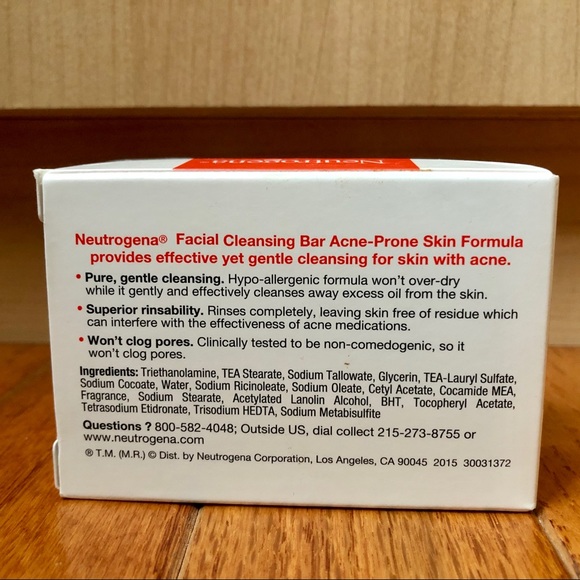 Neutrogena
Neutrogena® Facial Cleansing Bar Acne-Prone Skin Formula
provides effective yet gentle cleansing for skin with acne.
• Pure, gentle cleansing. Hypo-allergenic formula won't over-dry
while it gently and effectively cleanses away excess oil from the skin.
• Superior rinsability. Rinses completely, leaving skin free of residue which
can interfere with the effectiveness of acne medications.
• Won't clog pores. Clinically tested to be non-comedogenic, so it
won't clog pores.
Ingredients: Triethanolamine, TEA Stearate, Sodium Tallowate, Glycerin, TEA-Lauryl Sulfate,
Sodium Cocoate, Water, Sodium Ricinoleate, Sodium Oleate, Cetyl Acetate, Cocamide MEA,
Fragrance, Sodium Stearate, Acetylated Lanolin Alcohol, BHT, Tocopheryl Acetate,
Tetrasodium Etidronate, Trisodium HEDTA, Sodium Metabisulfite
Questions ? 800-582-4048; Outside US, dial collect 215-273-8755 or
www.neutrogena.com
® T.M. (M.R.) © Dist. by Neutrogena Corporation, Los Angeles, CA 90045 2015 30031372